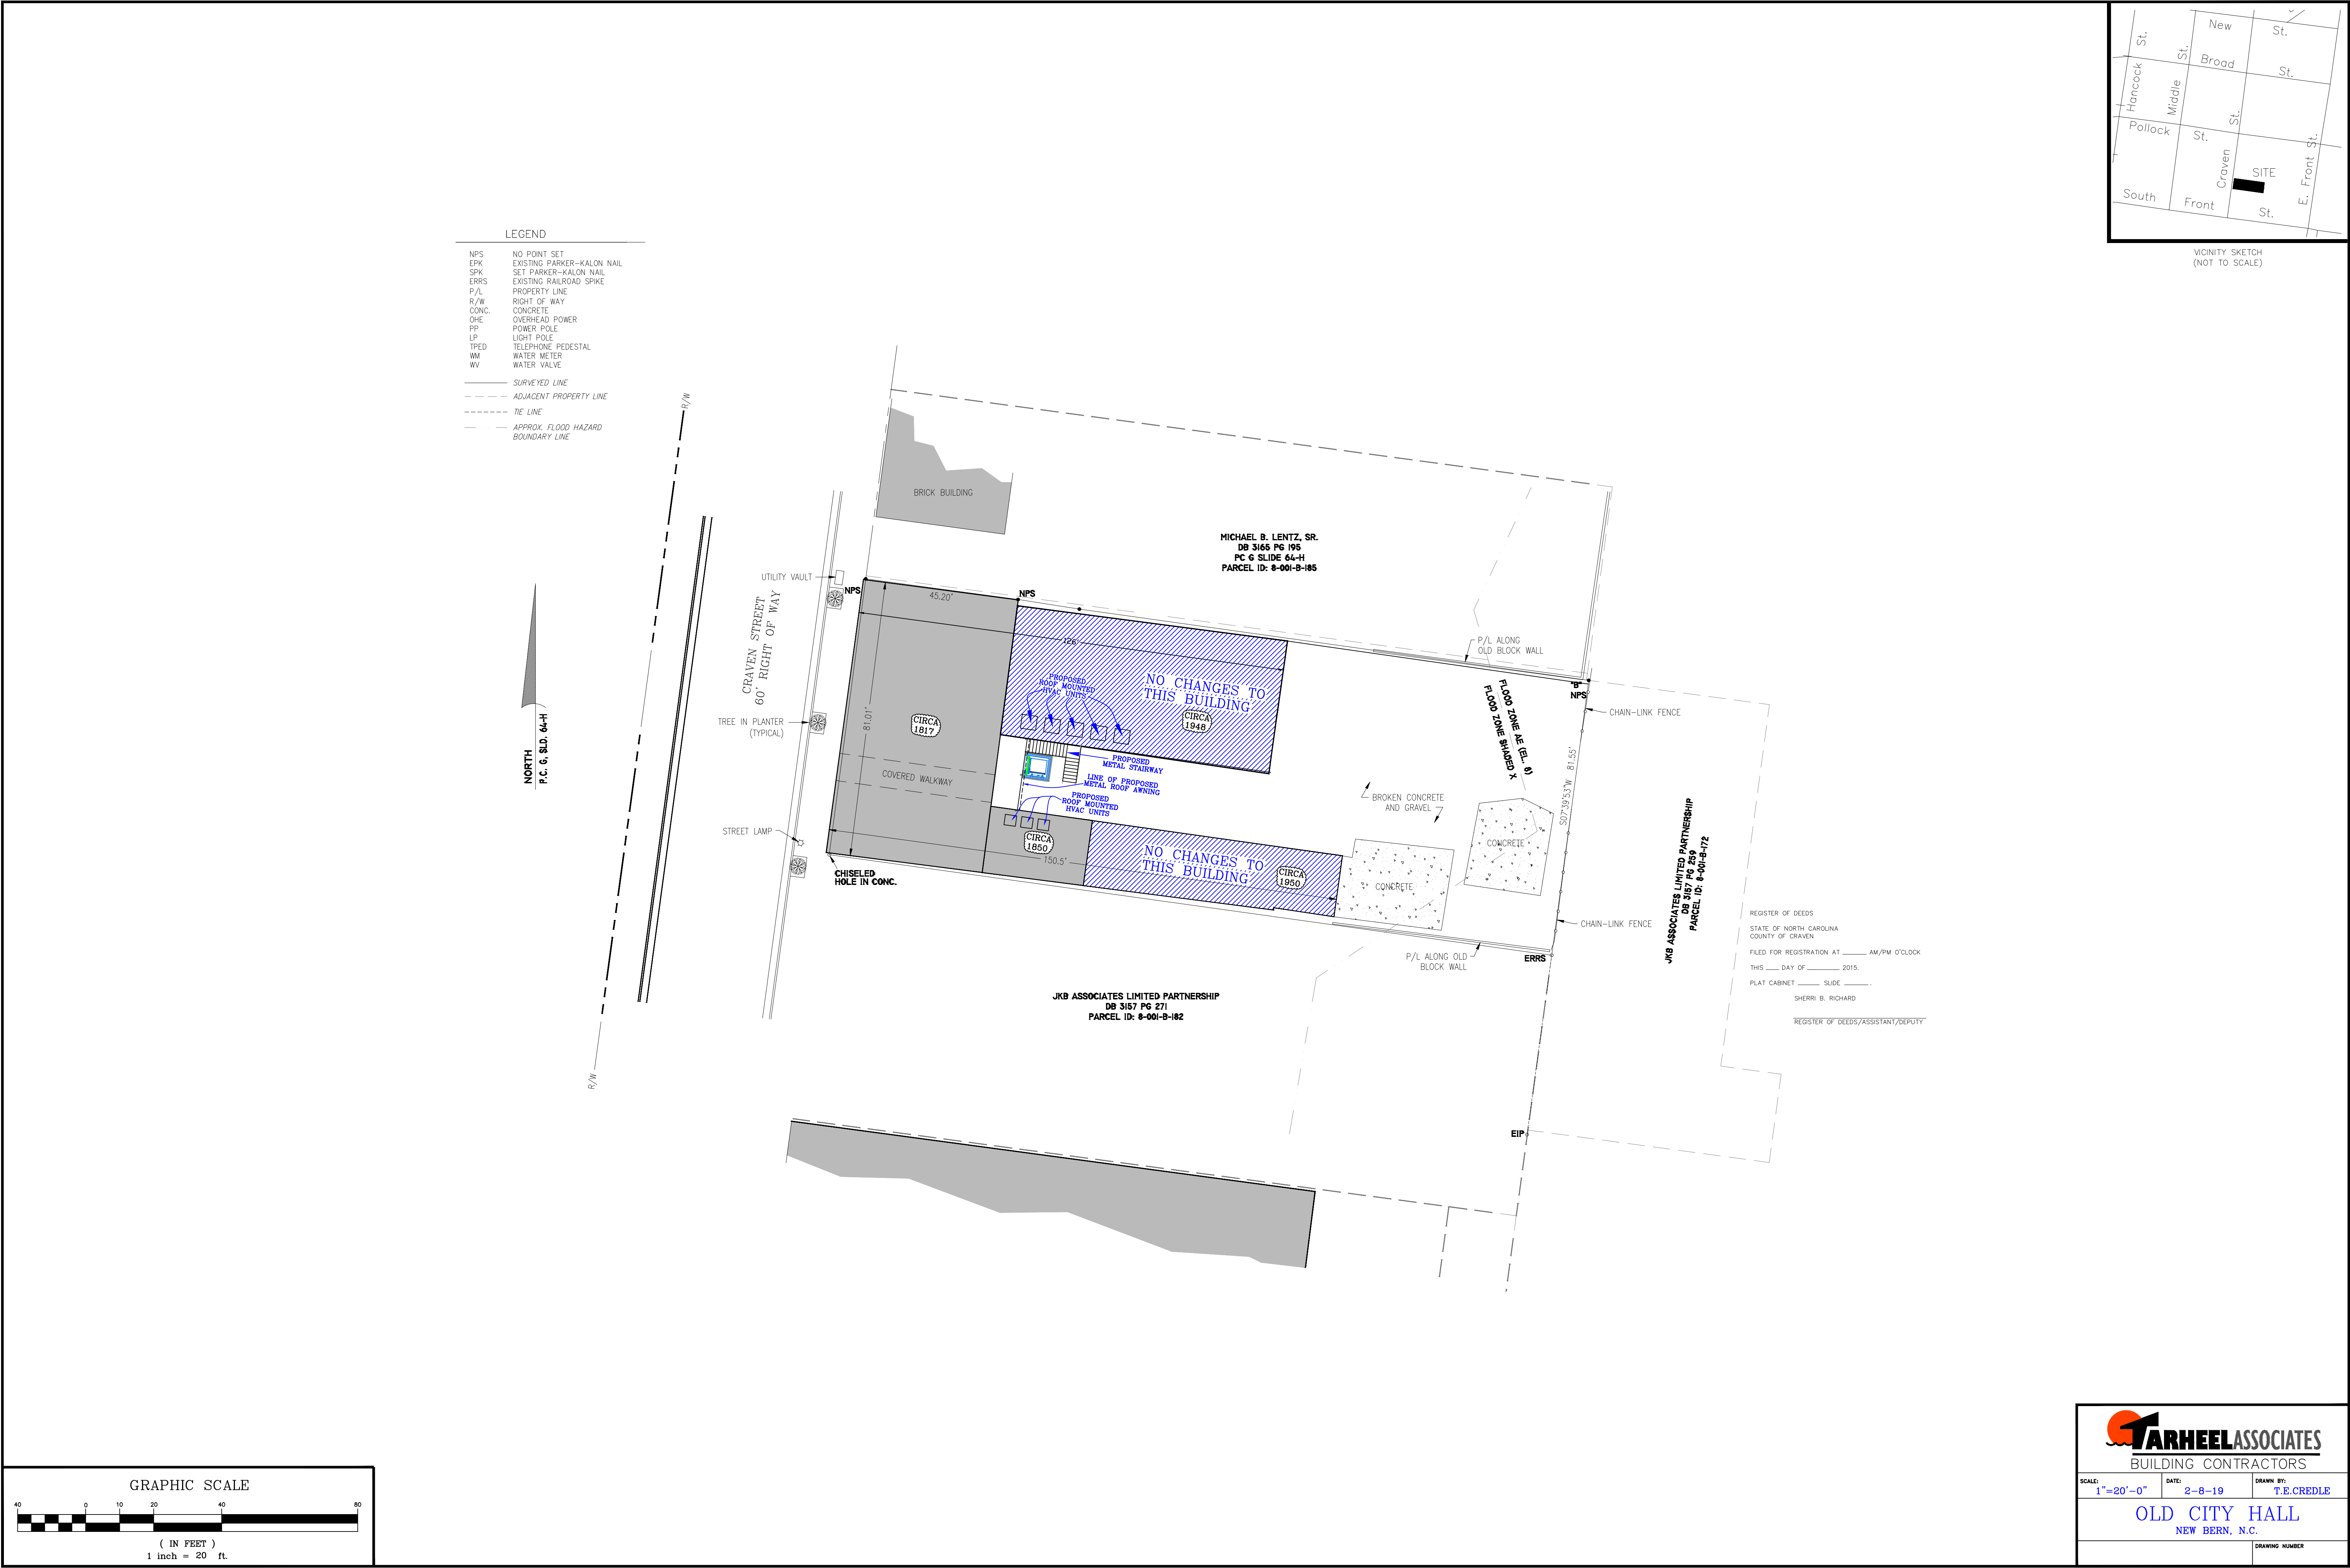 New St.
Broad St.
Hancock St.
Middle St.
Pollock St.
Craven St.
SITE
E. Front St.
South Front St.
VICINITY SKETCH
(NOT TO SCALE)
LEGEND
NPS NO POINT SET
EPK EXISTING PARKER-KALON NAIL
SPK SET PARKER-KALON NAIL
ERRS EXISTING RAILROAD SPIKE
P/L PROPERTY LINE
R/W RIGHT OF WAY
CONC. CONCRETE
OHE OVERHEAD POWER
PP POWER POLE
LP LIGHT POLE
TPED TELEPHONE PEDESTAL
WM WATER METER
WV WATER VALVE
SURVEYED LINE
ADJACENT PROPERTY LINE
TIE LINE
APPROX. FLOOD HAZARD
BOUNDARY LINE
R/W
BRICK BUILDING
MICHAEL B. LENTZ, SR.
DB 3165 PG 195
PC G SLIDE 64-H
PARCEL ID: 8-001-B-185
UTILITY VAULT
NPS
45.20'
NPS
126'
CRAVEN STREET
60' RIGHT OF WAY
P/L ALONG
OLD BLOCK WALL
"B"
NPS
CHAIN-LINK FENCE
FLOOD ZONE AE (EL. 8)
FLOOD ZONE SHADED X
PROPOSED
ROOF MOUNTED
HVAC UNITS
NO CHANGES TO
THIS BUILDING
CIRCA
1948
CIRCA
1817
81.01'
TREE IN PLANTER
(TYPICAL)
NORTH
P.C. G, SLD. 64-H
PROPOSED
METAL STAIRWAY
LINE OF PROPOSED
METAL ROOF AWNING
COVERED WALKWAY
PROPOSED
ROOF MOUNTED
HVAC UNITS
S07°39'53"W 81.55'
BROKEN CONCRETE
AND GRAVEL
STREET LAMP
CIRCA
1850
150.5'
NO CHANGES TO
THIS BUILDING
CIRCA
1950
CONCRETE
CONCRETE
CHISELED
HOLE IN CONC.
JKB ASSOCIATES LIMITED PARTNERSHIP
DB 3157 PG 259
PARCEL ID: 8-001-B-172
CHAIN-LINK FENCE
P/L ALONG OLD
BLOCK WALL
ERRS
REGISTER OF DEEDS
STATE OF NORTH CAROLINA
COUNTY OF CRAVEN
FILED FOR REGISTRATION AT ______ AM/PM O'CLOCK
THIS ___ DAY OF ________ 2015.
PLAT CABINET _____ SLIDE ______.
SHERRI B. RICHARD
REGISTER OF DEEDS/ASSISTANT/DEPUTY
JKB ASSOCIATES LIMITED PARTNERSHIP
DB 3157 PG 271
PARCEL ID: 8-001-B-182
R/W
EIP
GRAPHIC SCALE
40 0 10 20 40 80
( IN FEET )
1 inch = 20 ft.
TARHEELASSOCIATES
BUILDING CONTRACTORS
SCALE: 1"=20'-0"
DATE: 2-8-19
DRAWN BY: T.E.CREDLE
OLD CITY HALL
NEW BERN, N.C.
DRAWING NUMBER